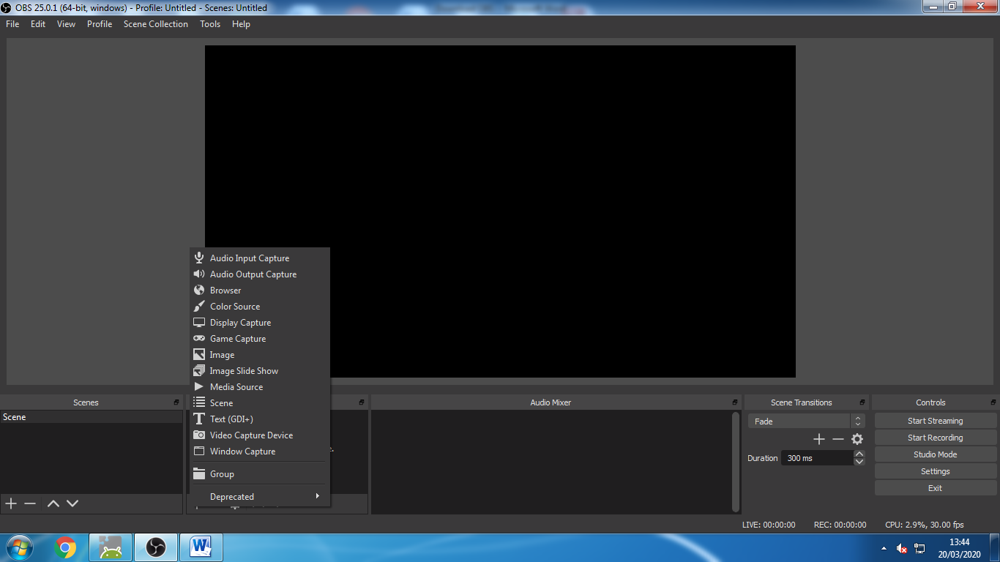 OBS 25.0.1 (64-bit, windows) - Profile: Untitled - Scenes: Untitled
File Edit View Profile Scene Collection Tools Help
Audio Input Capture
Audio Output Capture
Browser
Color Source
Display Capture
Game Capture
Image
Image Slide Show
Media Source
Scene
Text (GDI+)
Video Capture Device
Window Capture
Group
Deprecated
Scenes
Scene
Audio Mixer
Scene Transitions
Fade
Duration 300 ms
Controls
Start Streaming
Start Recording
Studio Mode
Settings
Exit
LIVE: 00:00:00 REC: 00:00:00 CPU: 2.9%, 30.00 fps
13:44
20/03/2020